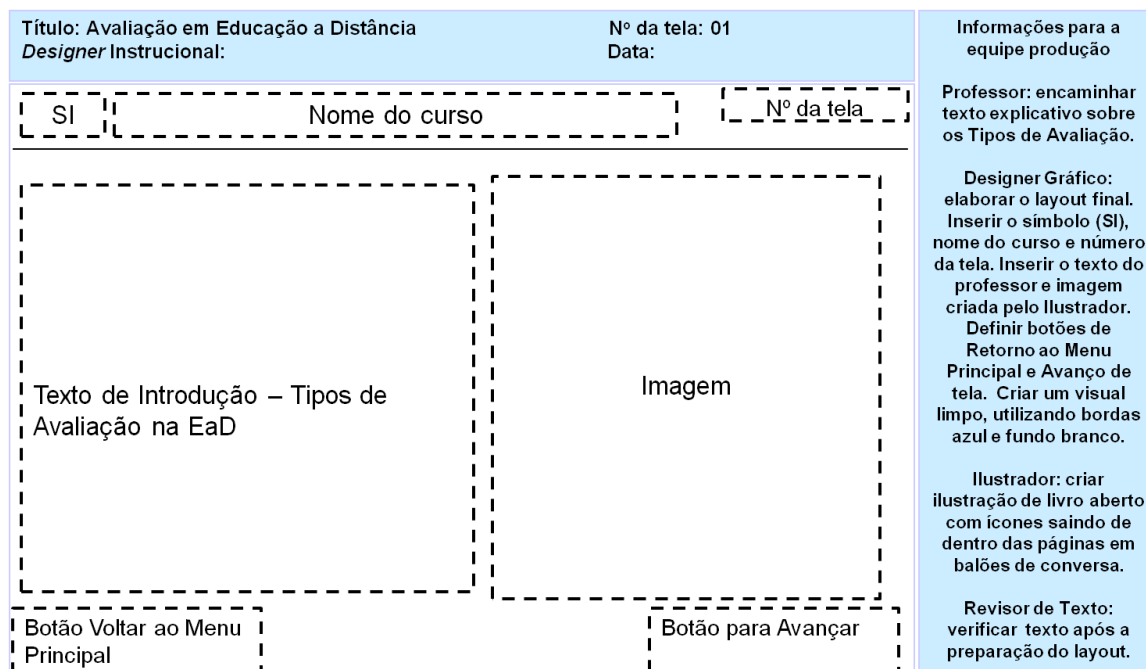 Título: Avaliação em Educação a Distância
Designer Instrucional:
Nº da tela: 01
Data:
SI
Nome do curso
Nº da tela
Texto de Introdução – Tipos de
Avaliação na EaD
Imagem
Botão Voltar ao Menu
Principal
Botão para Avançar
Informações para a
equipe produção
Professor: encaminhar
texto explicativo sobre
os Tipos de Avaliação.
Designer Gráfico:
elaborar o layout final.
Inserir o símbolo (SI),
nome do curso e número
da tela. Inserir o texto do
professor e imagem
criada pelo Ilustrador.
Definir botões de
Retorno ao Menu
Principal e Avanço de
tela. Criar um visual
limpo, utilizando bordas
azul e fundo branco.
Ilustrador: criar
ilustração de livro aberto
com ícones saindo de
dentro das páginas em
balões de conversa.
Revisor de Texto:
verificar texto após a
preparação do layout.